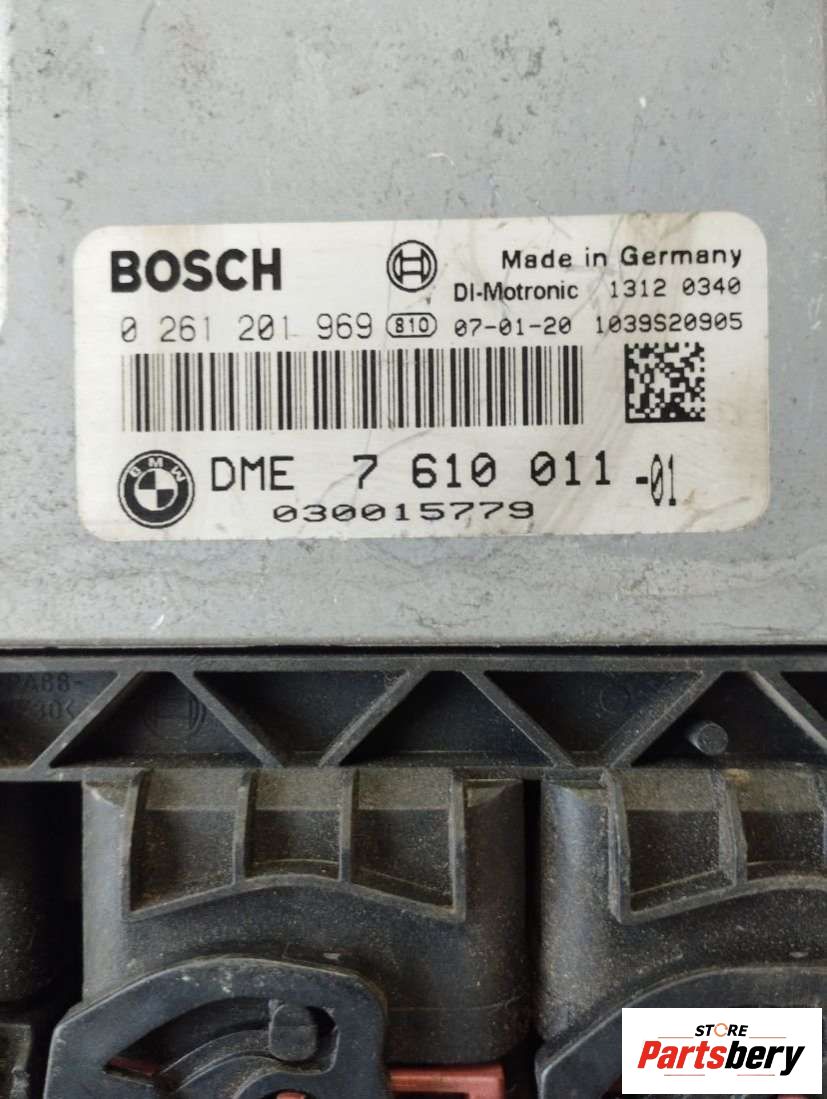 BOSCH Made in Germany
DI-Motronic 1312 0340
0 261 201 969 810 07-01-20 1039S20905
BMW DME 7 610 011 -01
030015779
STORE
Partsbery